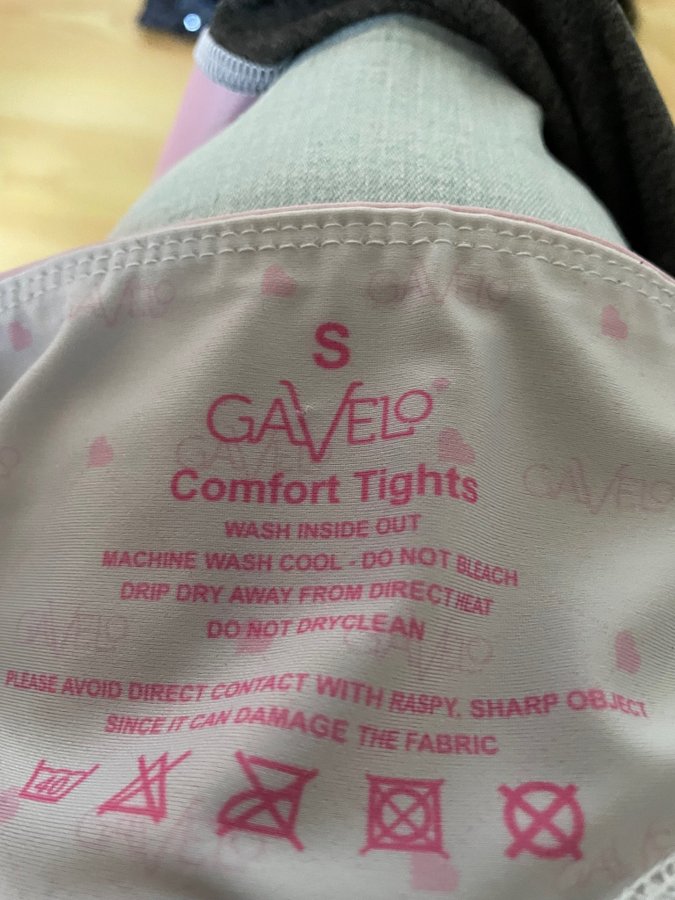 S
GAVELO
Comfort Tights
WASH INSIDE OUT
MACHINE WASH COOL - DO NOT BLEACH
DRIP DRY AWAY FROM DIRECT HEAT
DO NOT DRYCLEAN
PLEASE AVOID DIRECT CONTACT WITH RASPY. SHARP OBJECT
SINCE IT CAN DAMAGE THE FABRIC
40